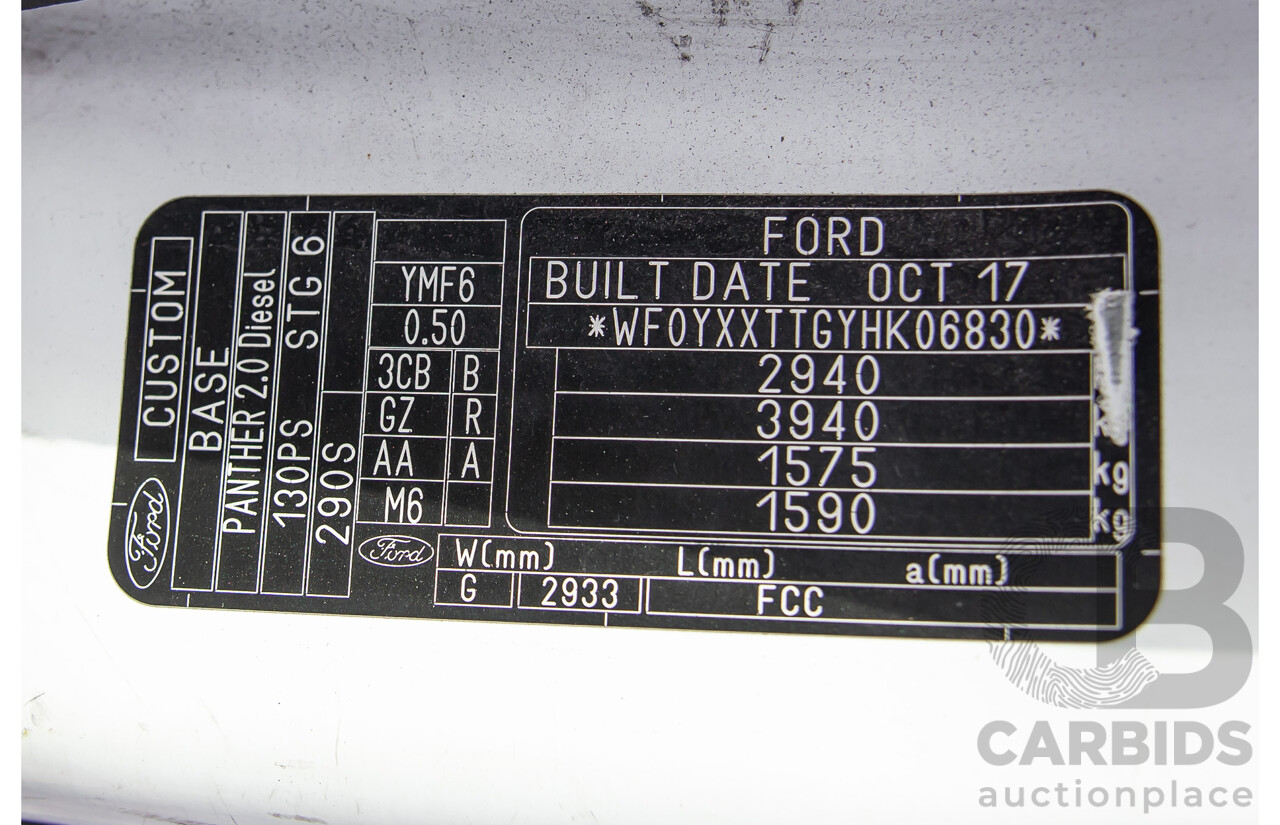 CUSTOM
BASE
PANTHER 2.0 Diesel
130PS STG 6
290S
Ford
YMF6
0.50
3CB B
GZ R
AA A
M6
FORD
BUILT DATE OCT 17
*WF0YXXTTGYHK06830*
2940
3940
1575 kg
1590 kg
Ford
W(mm) L(mm) a(mm)
G 2933 FCC
CB
CARBIDS
auctionplace